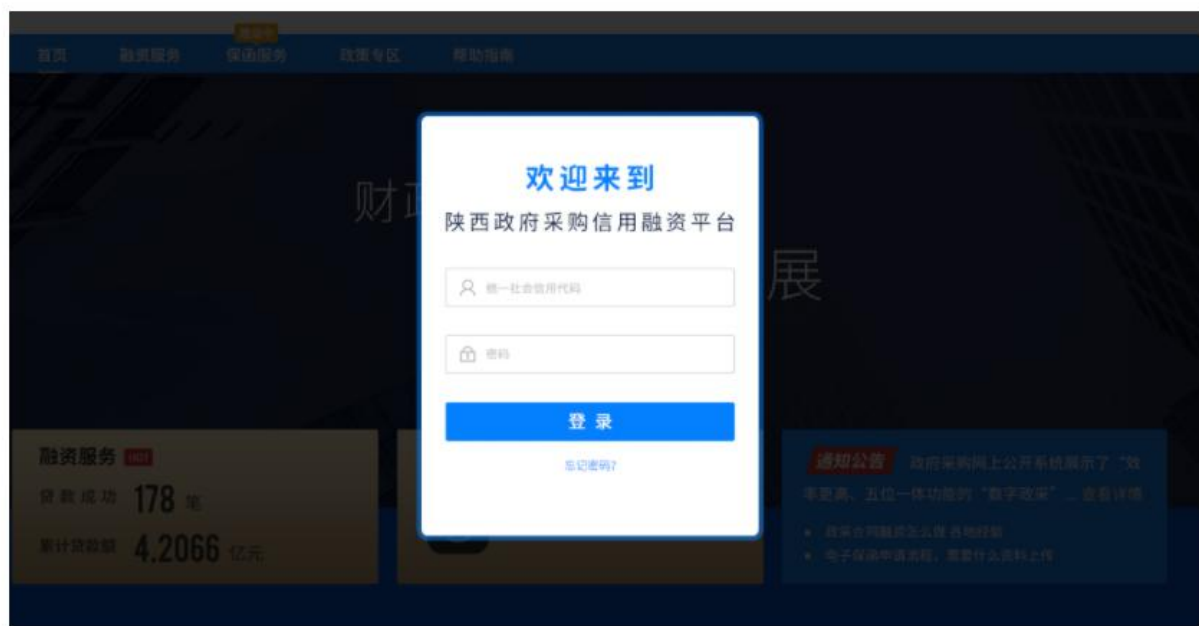 首页 融资服务 保函服务 政策专区 帮助指南
欢迎来到
陕西政府采购信用融资平台
财政
展
统一社会信用代码
密码
登录
忘记密码?
融资服务 HOT
贷款成功 178 笔
累计贷款额 4.2066 亿元
通知公告 政府采购网上公开系统展示了“效
率更高、五位一体功能的“数字政采” ... 查看详情
政采合同融资怎么做 各地经验
电子保函申请流程，需要什么资料上传